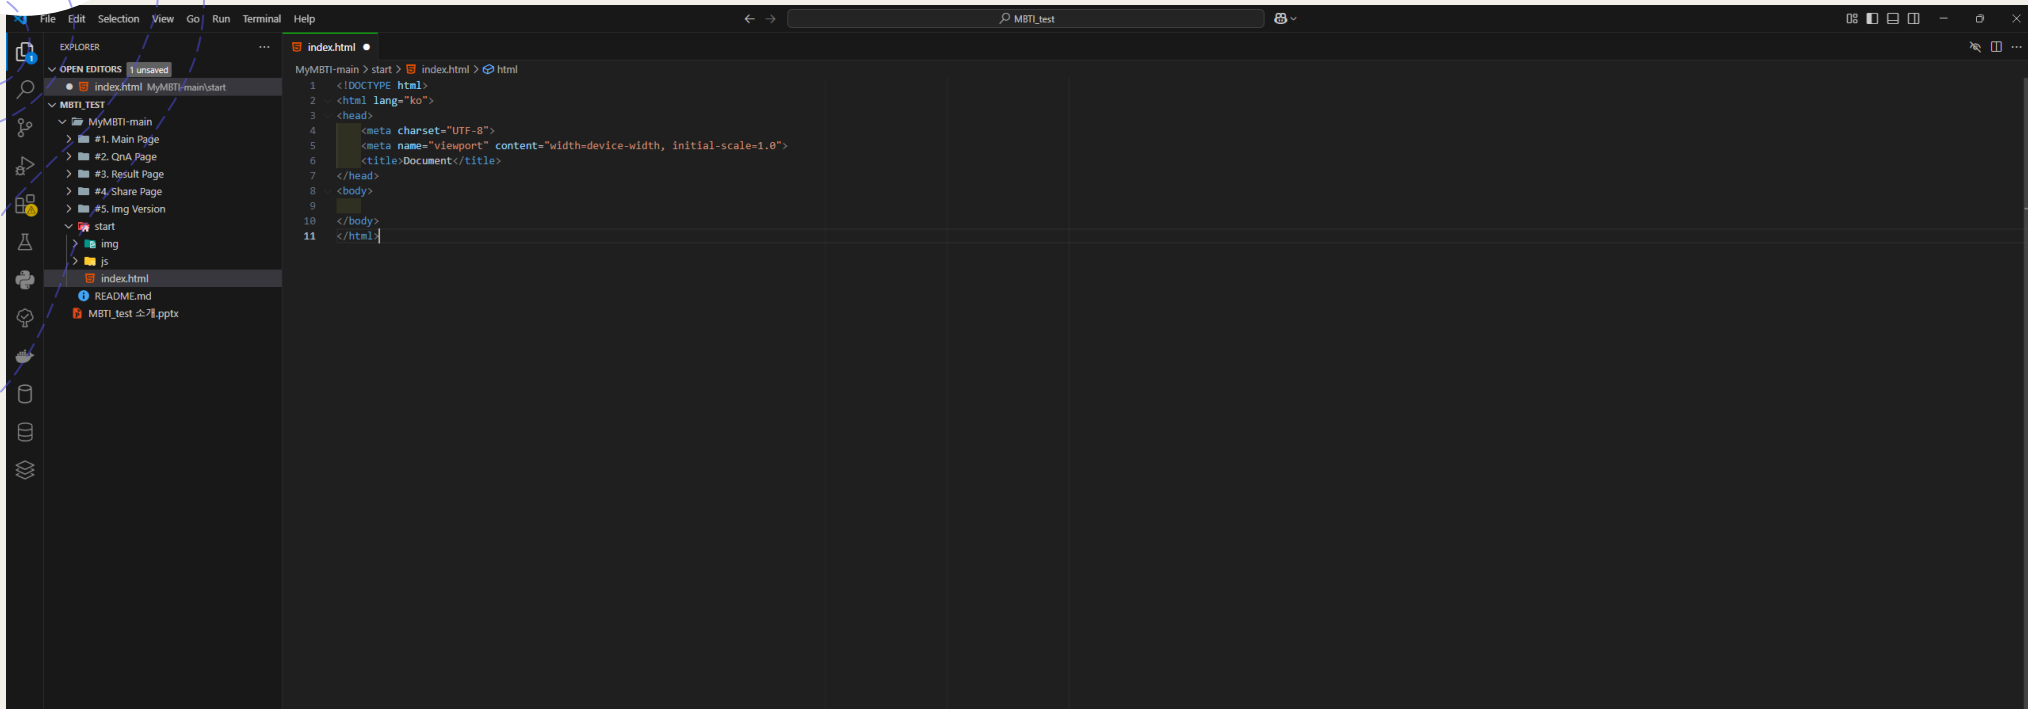 File Edit Selection View Go Run Terminal Help
MBTI_test
EXPLORER
index.html
OPEN EDITORS 1 unsaved
index.html MyMBTI-main\start
MBTI_TEST
MyMBTI-main
#1. Main Page
#2. QnA Page
#3. Result Page
#4. Share Page
#5. Img Version
start
img
js
index.html
README.md
MBTI_test 소개.pptx
MyMBTI-main > start > index.html > html
1 <!DOCTYPE html>
2 <html lang="ko">
3 <head>
4 <meta charset="UTF-8">
5 <meta name="viewport" content="width=device-width, initial-scale=1.0">
6 <title>Document</title>
7 </head>
8 <body>
9
10 </body>
11 </html>
1